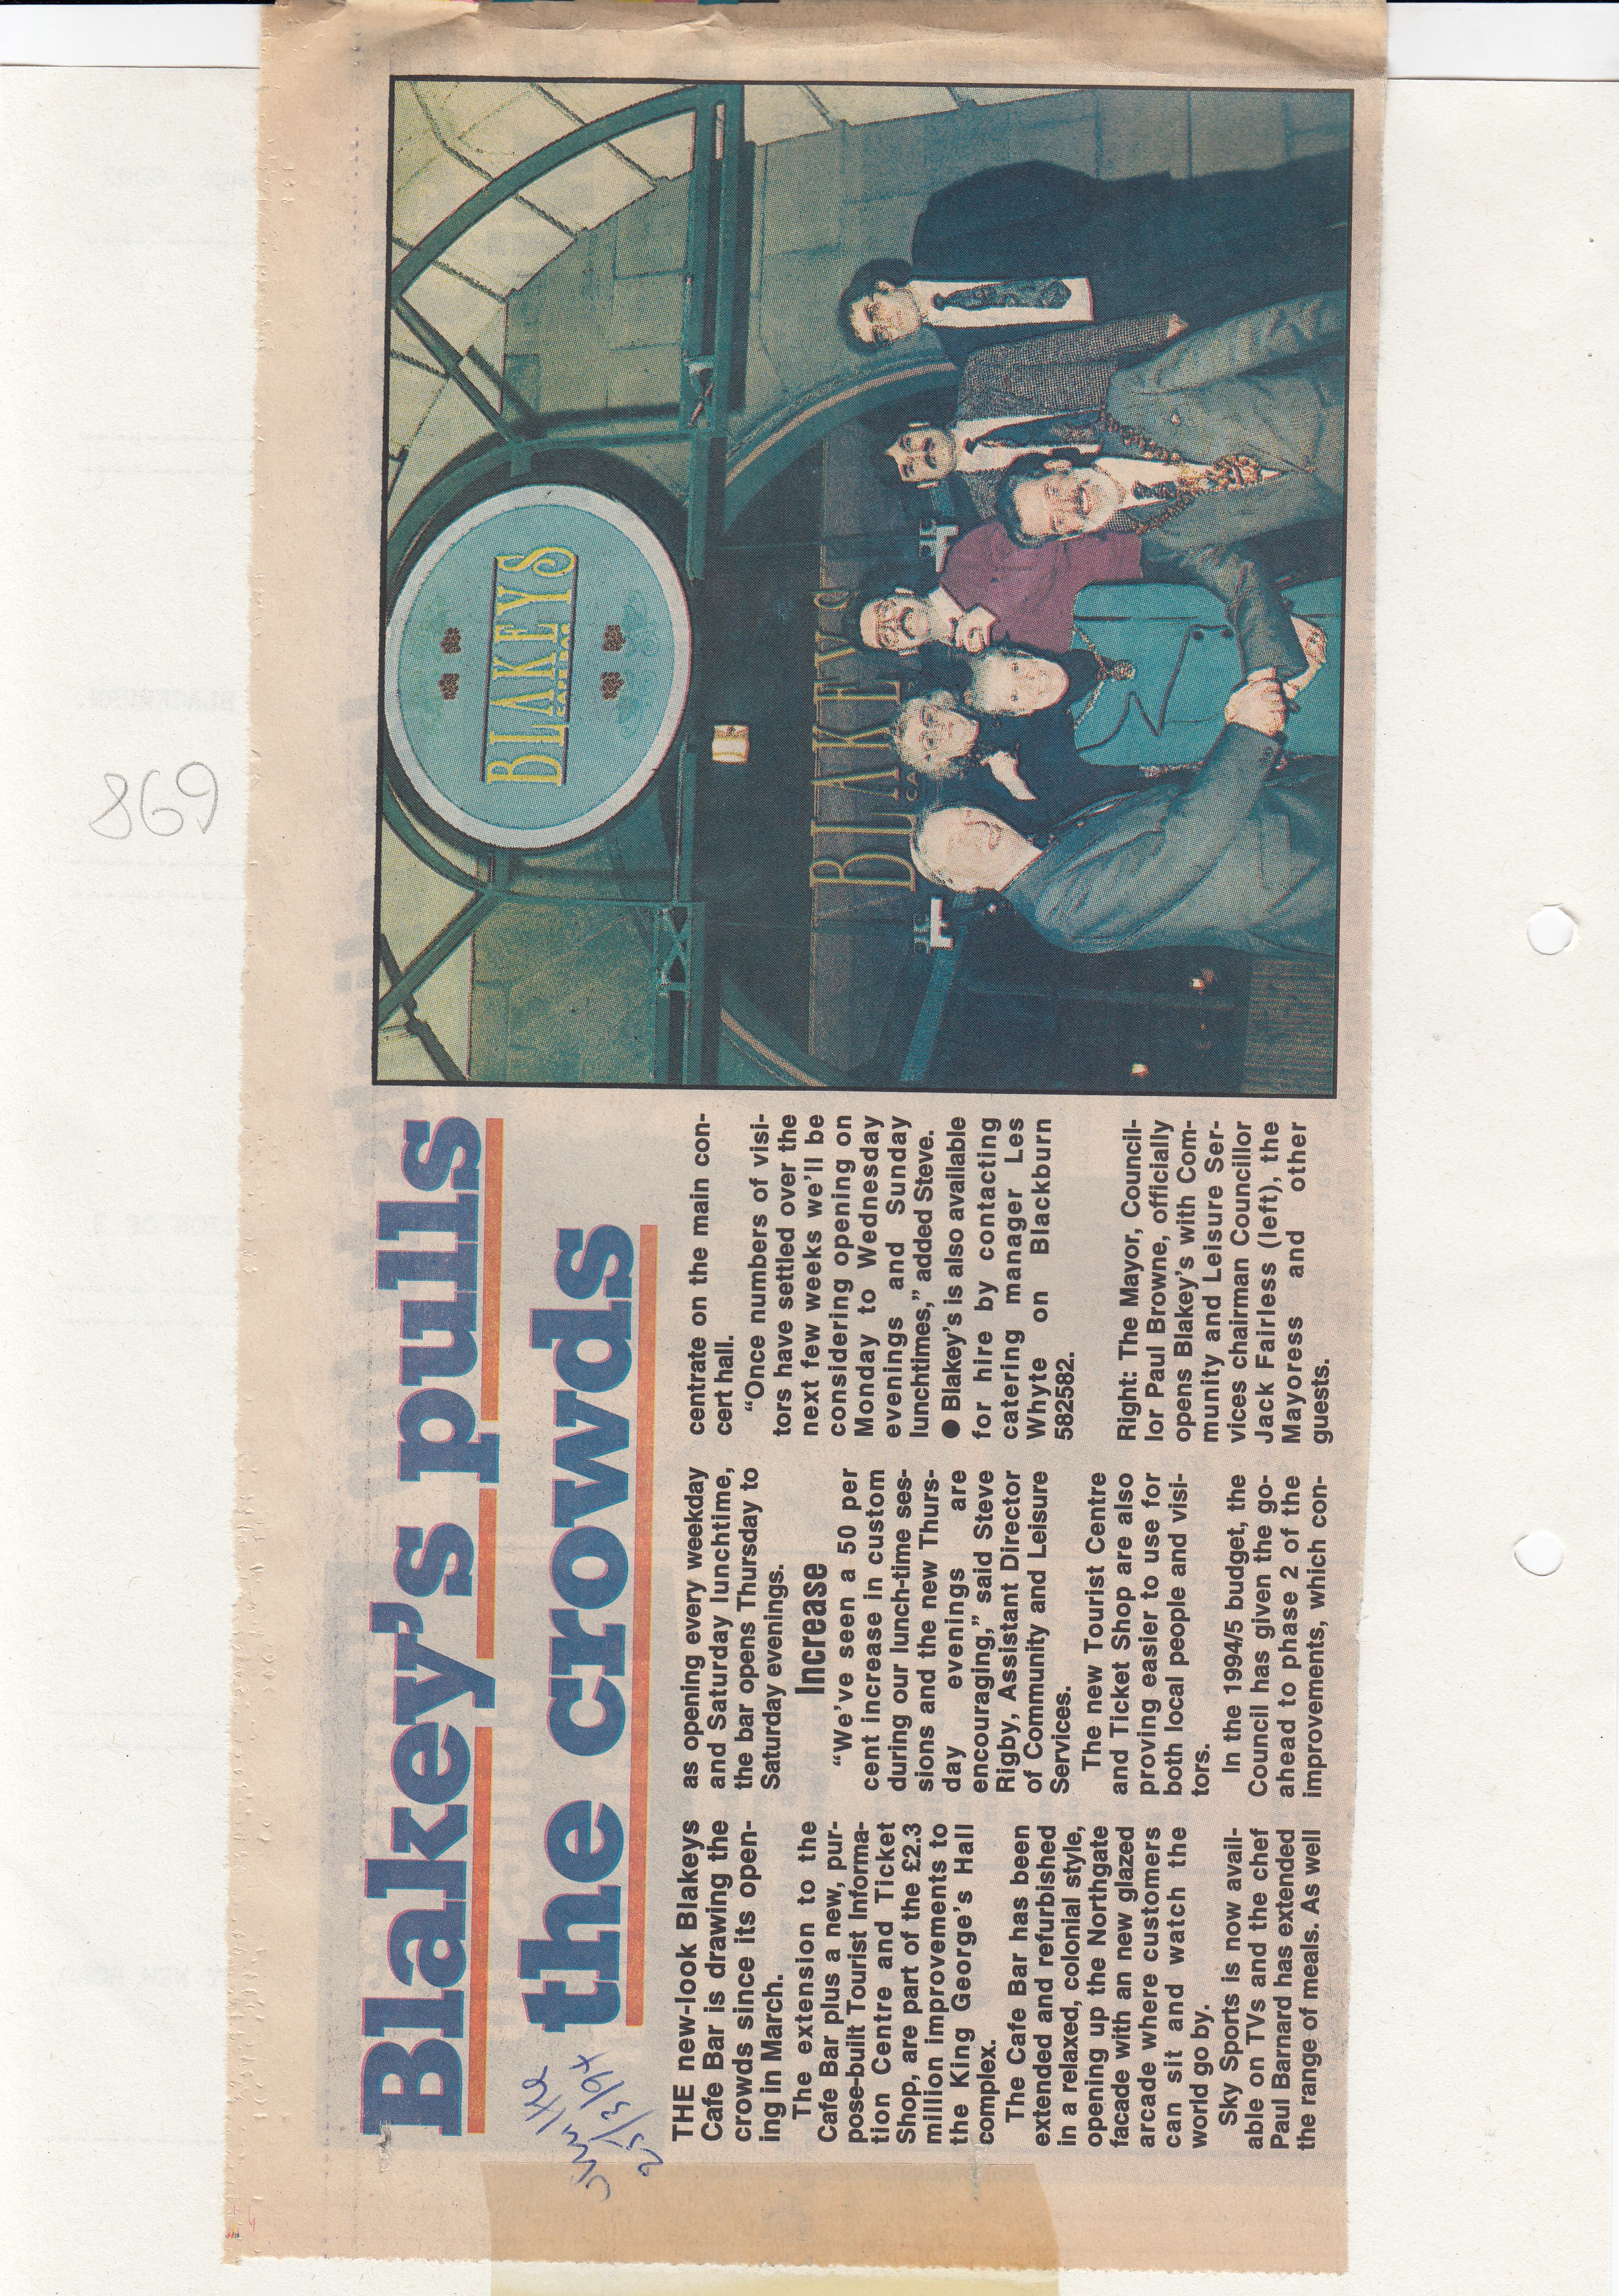 Blakey's pulls
the crowds
25/3/94
THE new-look Blakeys
Cafe Bar is drawing the
crowds since its open-
ing in March.
The extension to the
Cafe Bar plus a new, pur-
pose-built Tourist Informa-
tion Centre and Ticket
Shop, are part of the £2.3
million improvements to
the King George's Hall
complex.
The Cafe Bar has been
extended and refurbished
in a relaxed, colonial style,
opening up the Northgate
facade with an new glazed
arcade where customers
can sit and watch the
world go by.
Sky Sports is now avail-
able on TVs and the chef
Paul Barnard has extended
the range of meals. As well
as opening every weekday
and Saturday lunchtime,
the bar opens Thursday to
Saturday evenings.
Increase
“We've seen a 50 per
cent increase in custom
during our lunch-time ses-
sions and the new Thurs-
day evenings are
encouraging,” said Steve
Rigby, Assistant Director
of Community and Leisure
Services.
The new Tourist Centre
and Ticket Shop are also
proving easier to use for
both local people and visi-
tors.
In the 1994/5 budget, the
Council has given the go-
ahead to phase 2 of the
improvements, which con-
centrate on the main con-
cert hall.
“Once numbers of visi-
tors have settled over the
next few weeks we'll be
considering opening on
Monday to Wednesday
evenings and Sunday
lunchtimes,” added Steve.
● Blakey's is also available
for hire by contacting
catering manager Les
Whyte on Blackburn
582582.
Right: The Mayor, Council-
lor Paul Browne, officially
opens Blakey's with Com-
munity and Leisure Ser-
vices chairman Councillor
Jack Fairless (left), the
Mayoress and other
guests.
BLAKEYS
BLAKEYS
869